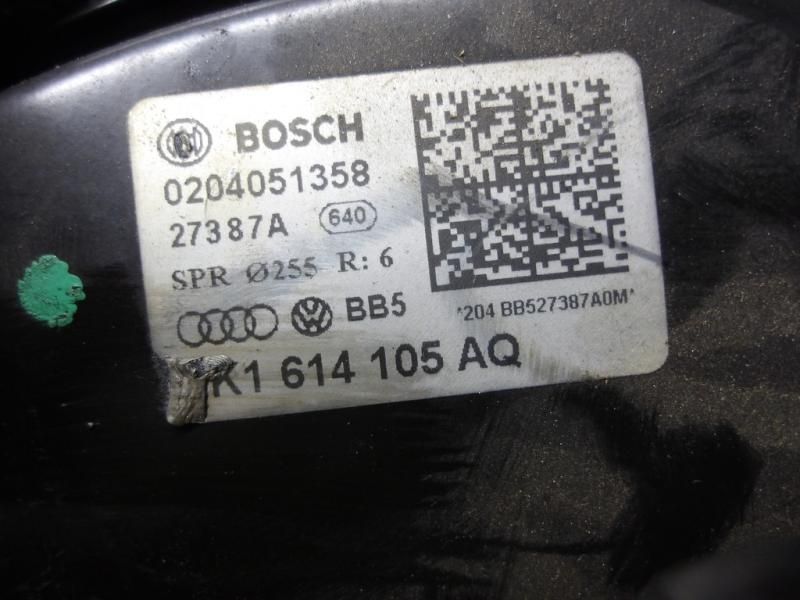 BOSCH
0204051358
27387A 640
SPR Ø255 R: 6
BB5
*204 BB527387A0M*
K1 614 105 AQ